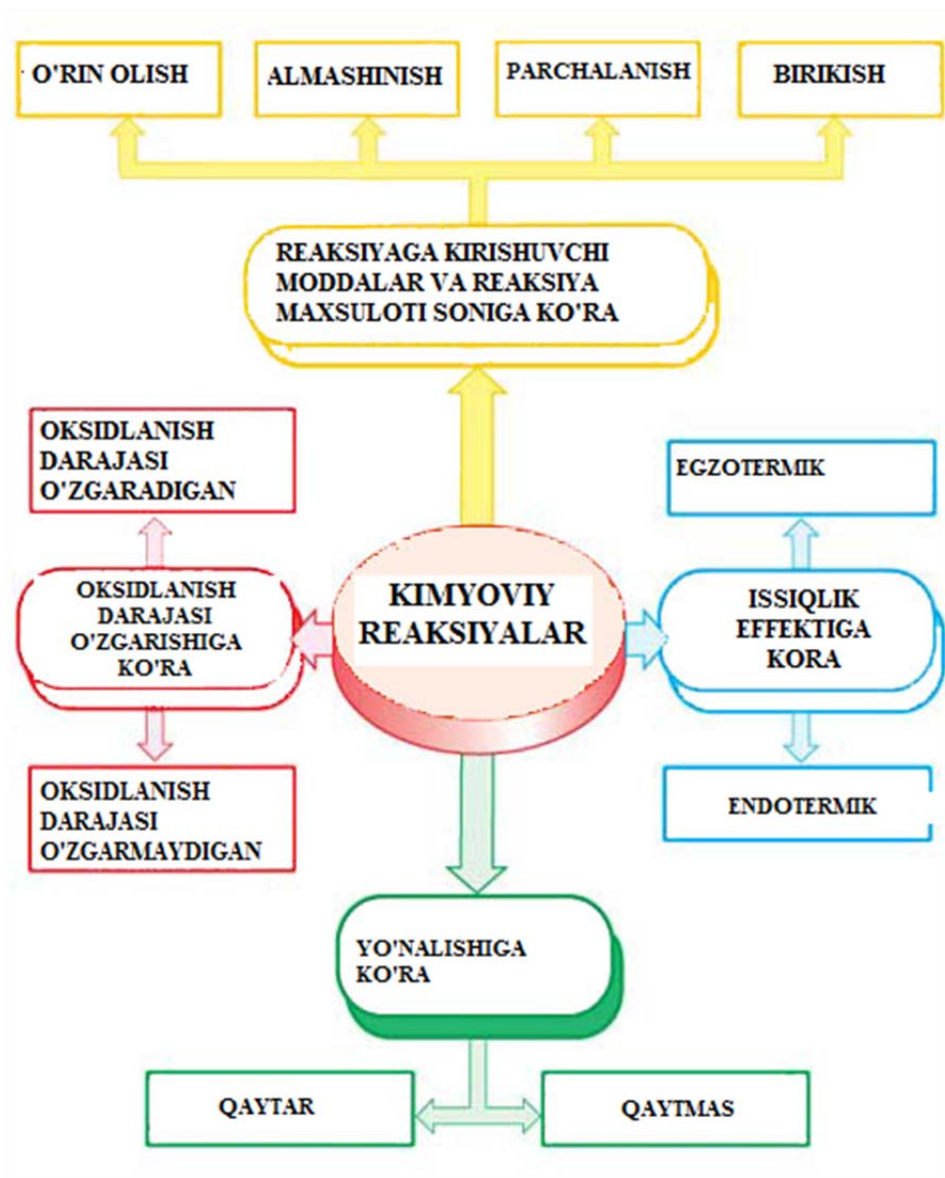 O'RIN OLISH
ALMASHINISH
PARCHALANISH
BIRIKISH
REAKSIYAGA KIRISHUVCHI
MODDALAR VA REAKSIYA
MAXSULOTI SONIGA KO'RA
OKSIDLANISH
DARAJASI
O'ZGARADIGAN
EGZOTERMIK
OKSIDLANISH
DARAJASI
O'ZGARISHIGA
KO'RA
KIMYOVIY
REAKSIYALAR
ISSIQLIK
EFFEKTIGA
KORA
OKSIDLANISH
DARAJASI
O'ZGARMAYDIGAN
ENDOTERMIK
YO'NALISHIGA
KO'RA
QAYTAR
QAYTMAS